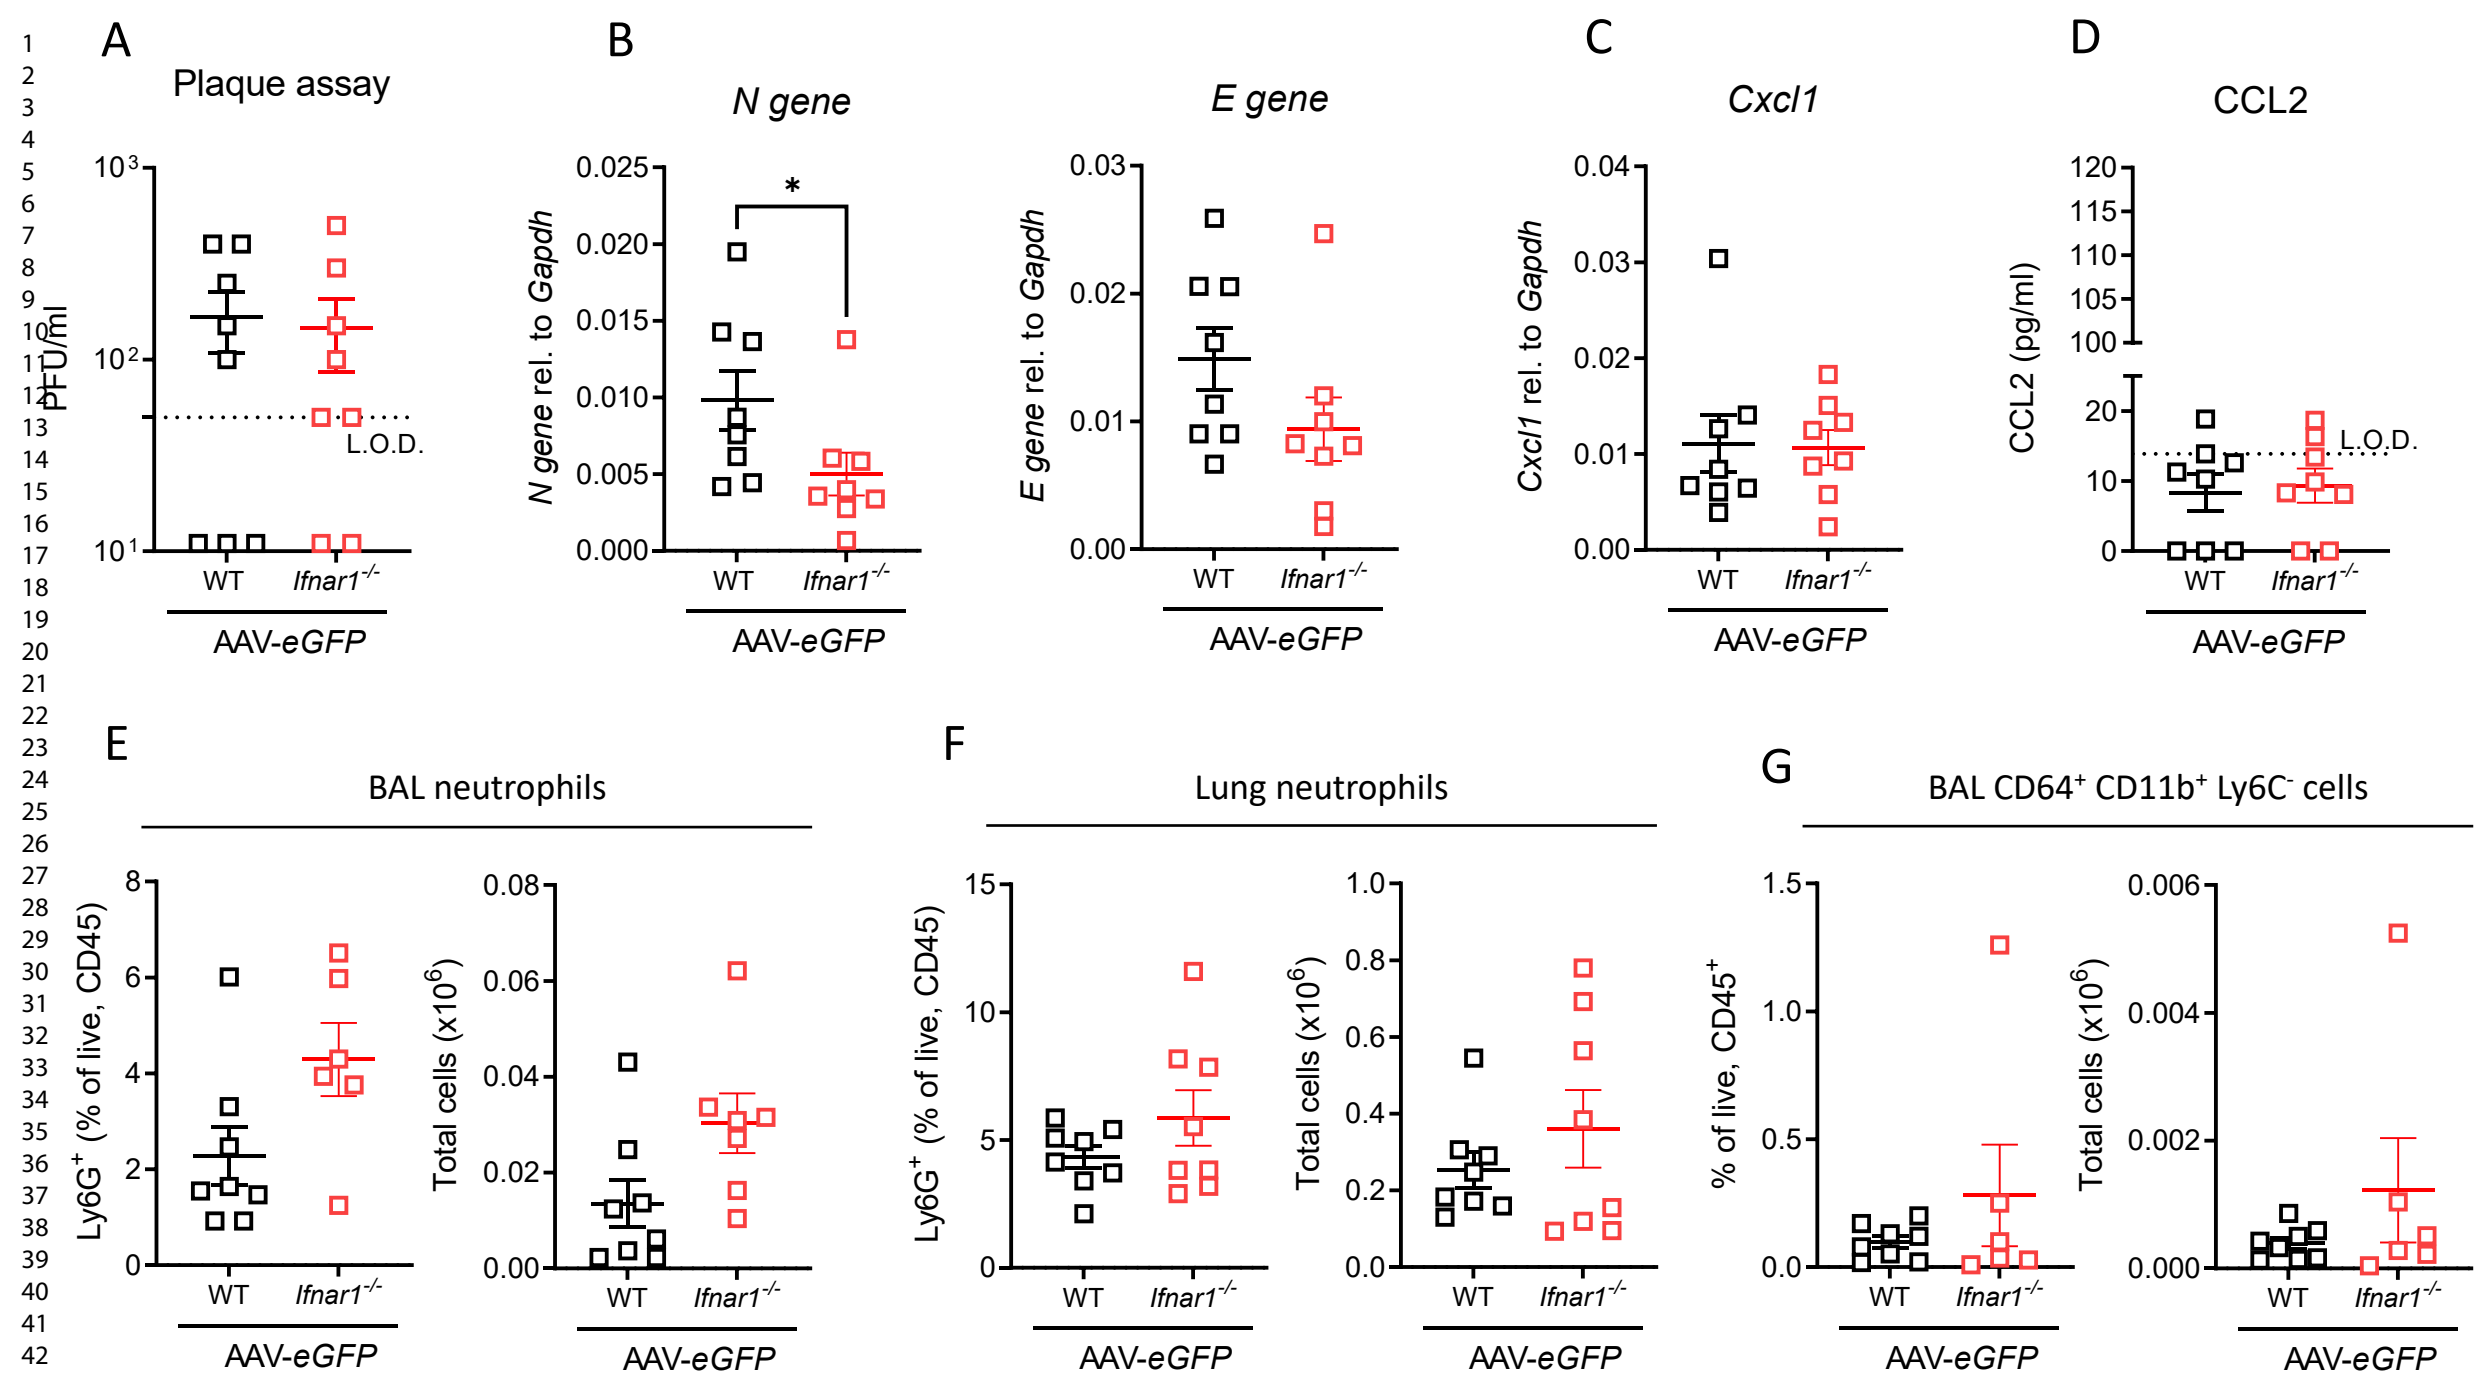 1
2
3
4
5
6
7
8
9
10
11
12
13
14
15
16
17
18
19
20
21
22
23
24
25
26
27
28
29
30
31
32
33
34
35
36
37
38
39
40
41
42
A
Plaque assay
PFU/ml
10³
10²
10¹
L.O.D.
WT
Ifnar1⁻/⁻
AAV-eGFP
B
N gene
N gene rel. to Gapdh
0.025
0.020
0.015
0.010
0.005
0.000
*
WT
Ifnar1⁻/⁻
AAV-eGFP
E gene
E gene rel. to Gapdh
0.03
0.02
0.01
0.00
WT
Ifnar1⁻/⁻
AAV-eGFP
C
Cxcl1
Cxcl1 rel. to Gapdh
0.04
0.03
0.02
0.01
0.00
WT
Ifnar1⁻/⁻
AAV-eGFP
D
CCL2
CCL2 (pg/ml)
120
115
110
105
100
20
10
0
L.O.D.
WT
Ifnar1⁻/⁻
AAV-eGFP
E
BAL neutrophils
Ly6G⁺ (% of live, CD45)
8
6
4
2
0
WT
Ifnar1⁻/⁻
AAV-eGFP
Total cells (x10⁶)
0.08
0.06
0.04
0.02
0.00
WT
Ifnar1⁻/⁻
AAV-eGFP
F
Lung neutrophils
Ly6G⁺ (% of live, CD45)
15
10
5
0
WT
Ifnar1⁻/⁻
AAV-eGFP
Total cells (x10⁶)
1.0
0.8
0.6
0.4
0.2
0.0
WT
Ifnar1⁻/⁻
AAV-eGFP
G
BAL CD64⁺ CD11b⁺ Ly6C⁻ cells
% of live, CD45⁺
1.5
1.0
0.5
0.0
WT
Ifnar1⁻/⁻
AAV-eGFP
Total cells (x10⁶)
0.006
0.004
0.002
0.000
WT
Ifnar1⁻/⁻
AAV-eGFP